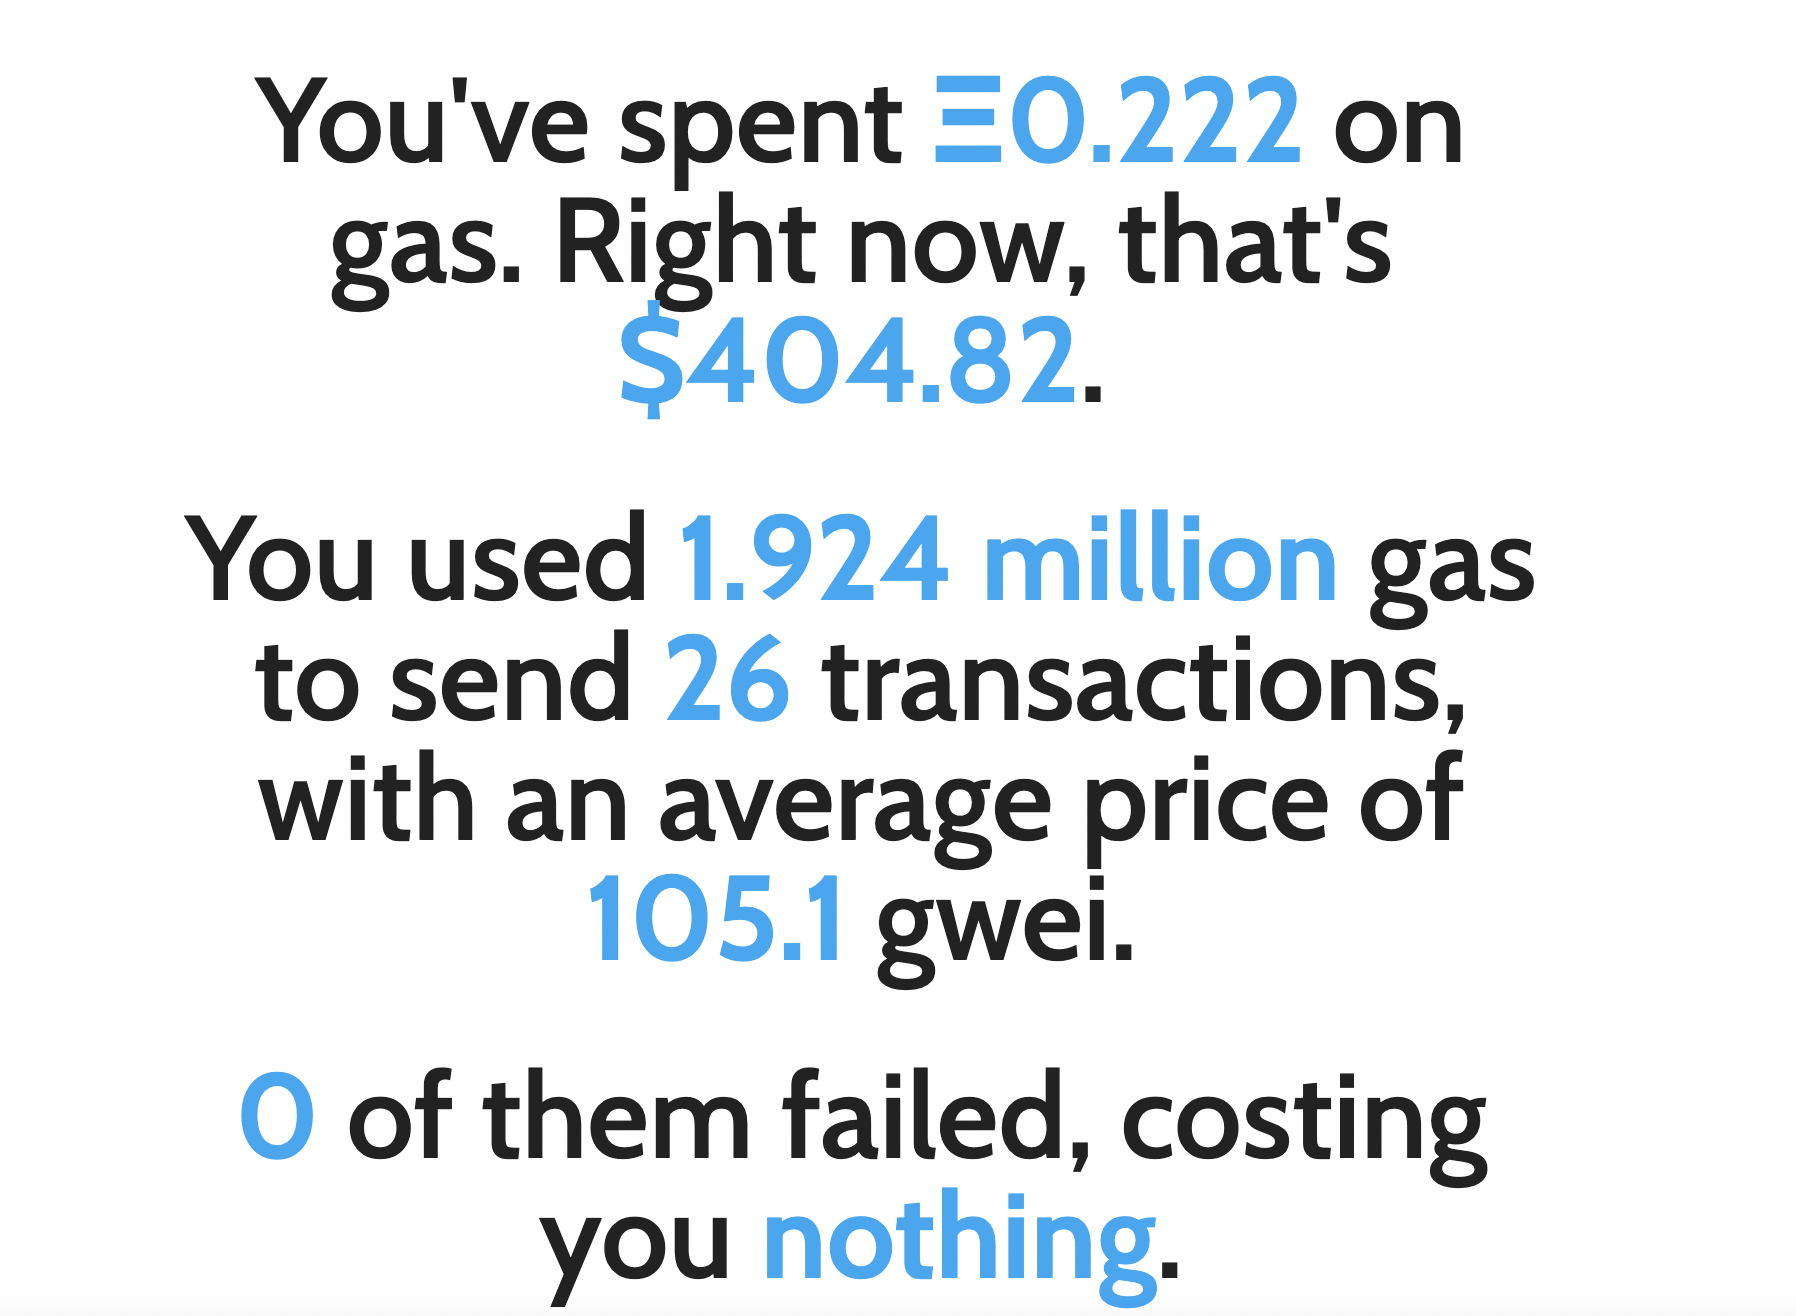 You've spent Ξ0.222 on
gas. Right now, that's
$404.82.
You used 1.924 million gas
to send 26 transactions,
with an average price of
105.1 gwei.
0 of them failed, costing
you nothing.